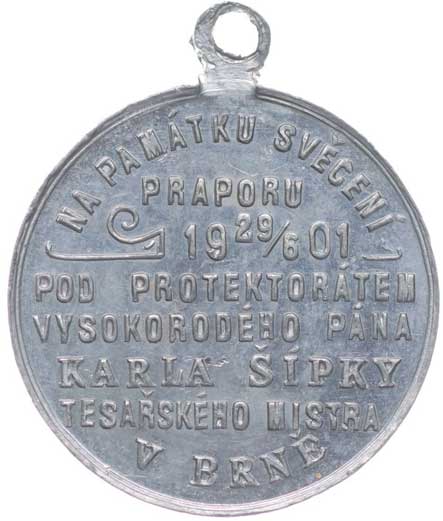 NA PAMÁTKU SVĚCENÍ
PRAPORU
19 29/6 01
POD PROTEKTORÁTEM
VYSOKORODÉHO PÁNA
KARLA ŠÍPKY
TESAŘSKÉHO MISTRA
V BRNĚ